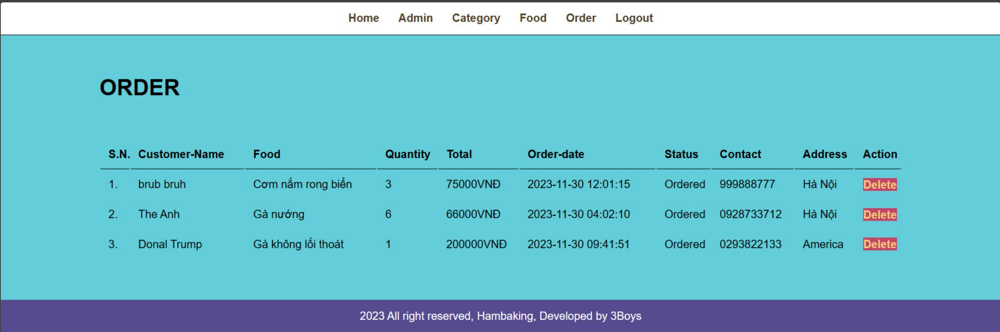 Home Admin Category Food Order Logout
ORDER
S.N. Customer-Name Food Quantity Total Order-date Status Contact Address Action
1. brub bruh Cơm nắm rong biển 3 75000VNĐ 2023-11-30 12:01:15 Ordered 999888777 Hà Nội Delete
2. The Anh Gà nướng 6 66000VNĐ 2023-11-30 04:02:10 Ordered 0928733712 Hà Nội Delete
3. Donal Trump Gà không lối thoát 1 200000VNĐ 2023-11-30 09:41:51 Ordered 0293822133 America Delete
2023 All right reserved, Hambaking, Developed by 3Boys